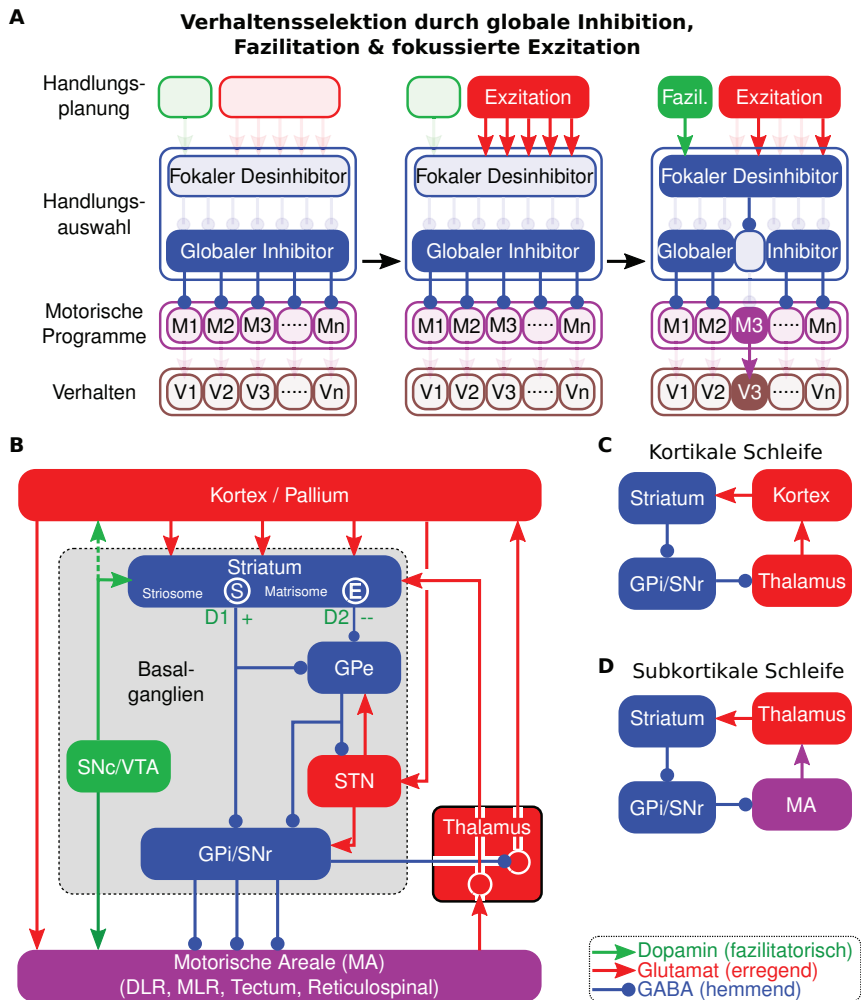 A
Verhaltensselektion durch globale Inhibition,
Fazilitation & fokussierte Exzitation
Handlungs-
planung
Exzitation
Fazil.
Exzitation
Handlungs-
auswahl
Fokaler Desinhibitor
Fokaler Desinhibitor
Fokaler Desinhibitor
Globaler Inhibitor
Globaler Inhibitor
Globaler
Inhibitor
Motorische
Programme
M1 M2 M3 ..... Mn
M1 M2 M3 ..... Mn
M1 M2 M3 ..... Mn
Verhalten
V1 V2 V3 ..... Vn
V1 V2 V3 ..... Vn
V1 V2 V3 ..... Vn
B
Kortex / Pallium
Striatum
Striosome
S
Matrisome
E
D1 +
D2 --
Basal-
ganglien
GPe
SNc/VTA
STN
GPi/SNr
Thalamus
Motorische Areale (MA)
(DLR, MLR, Tectum, Reticulospinal)
C
Kortikale Schleife
Striatum
Kortex
GPi/SNr
Thalamus
D
Subkortikale Schleife
Striatum
Thalamus
GPi/SNr
MA
Dopamin (fazilitatorisch)
Glutamat (erregend)
GABA (hemmend)